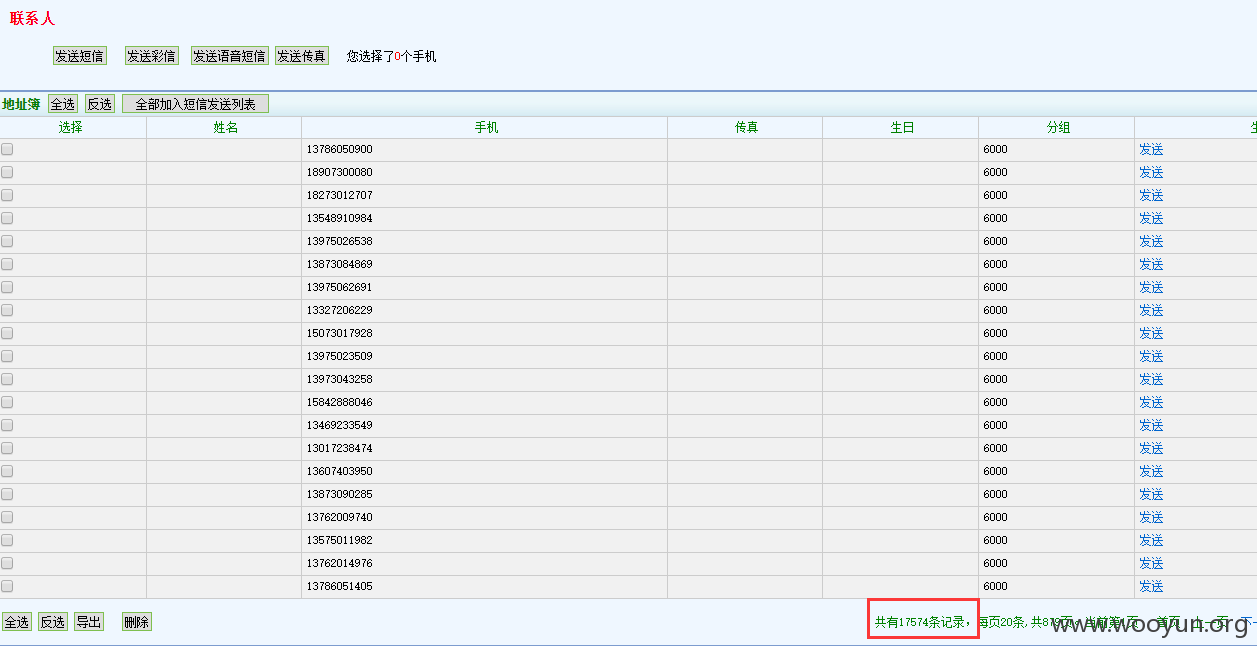 联系人
发送短信 发送彩信 发送语音短信 发送传真 您选择了0个手机
地址簿 全选 反选 全部加入短信发送列表
选择 姓名 手机 传真 生日 分组
13786050900 6000 发送
18907300080 6000 发送
18273012707 6000 发送
13548910984 6000 发送
13975026538 6000 发送
13873084869 6000 发送
13975062691 6000 发送
13327206229 6000 发送
15073017928 6000 发送
13975023509 6000 发送
13973043258 6000 发送
15842888046 6000 发送
13469233549 6000 发送
13017238474 6000 发送
13607403950 6000 发送
13873090285 6000 发送
13762009740 6000 发送
13575011982 6000 发送
13762014976 6000 发送
13786051405 6000 发送
全选 反选 导出 删除 共有17574条记录，每页20条,共879页 当前第1页 首页 上一页
www.wooyun.org